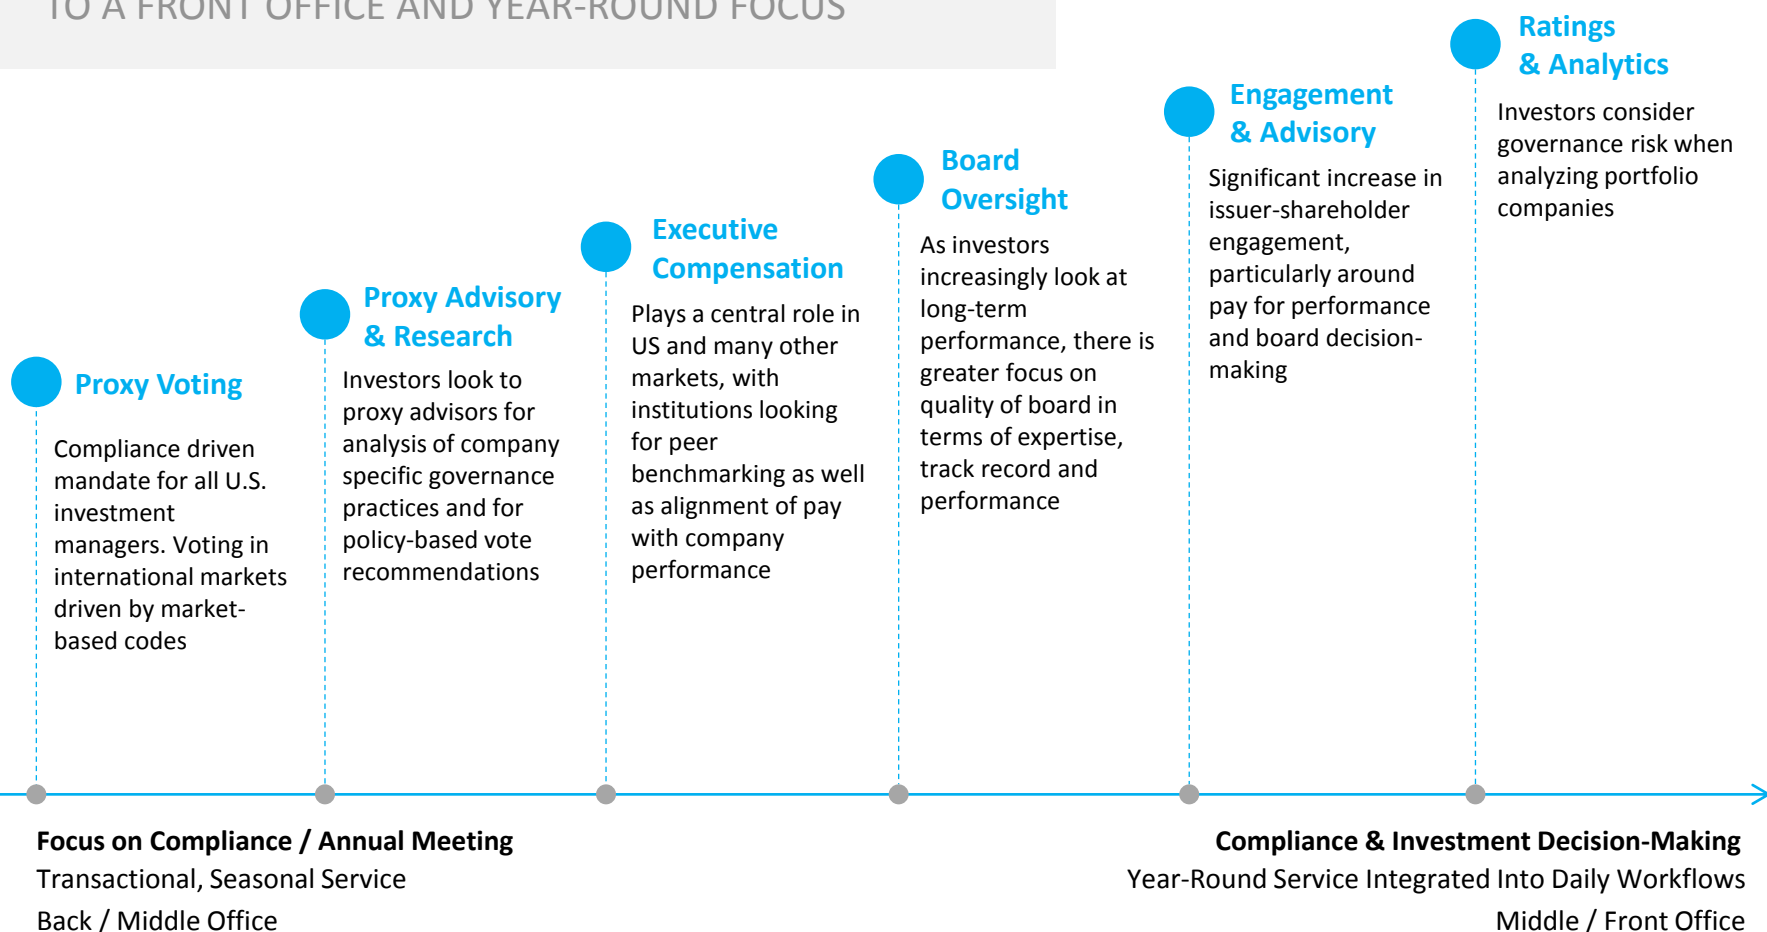 TO A FRONT OFFICE AND YEAR-ROUND FOCUS
Proxy Voting
Compliance driven
mandate for all U.S.
investment
managers. Voting in
international markets
driven by market-
based codes
Proxy Advisory
& Research
Investors look to
proxy advisors for
analysis of company
specific governance
practices and for
policy-based vote
recommendations
Executive
Compensation
Plays a central role in
US and many other
markets, with
institutions looking
for peer
benchmarking as well
as alignment of pay
with company
performance
Board
Oversight
As investors
increasingly look at
long-term
performance, there is
greater focus on
quality of board in
terms of expertise,
track record and
performance
Engagement
& Advisory
Significant increase in
issuer-shareholder
engagement,
particularly around
pay for performance
and board decision-
making
Ratings
& Analytics
Investors consider
governance risk when
analyzing portfolio
companies
Focus on Compliance / Annual Meeting
Transactional, Seasonal Service
Back / Middle Office
Compliance & Investment Decision-Making
Year-Round Service Integrated Into Daily Workflows
Middle / Front Office